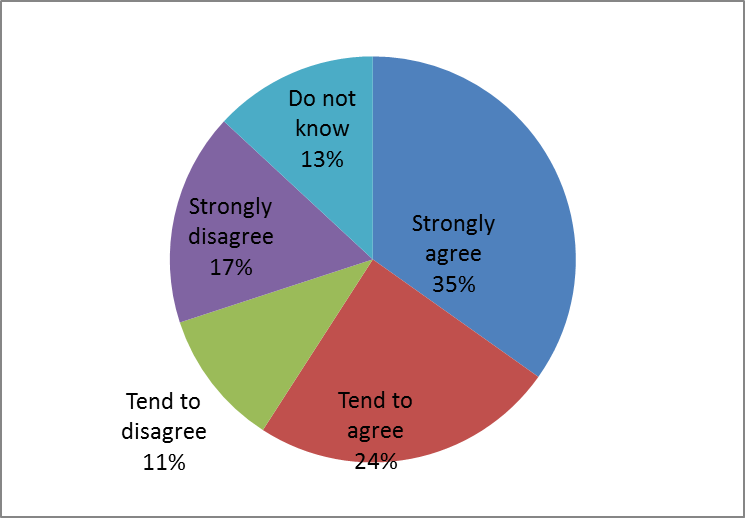 Do not
know
13%
Strongly
agree
35%
Strongly
disagree
17%
Tend to
agree
24%
Tend to
disagree
11%